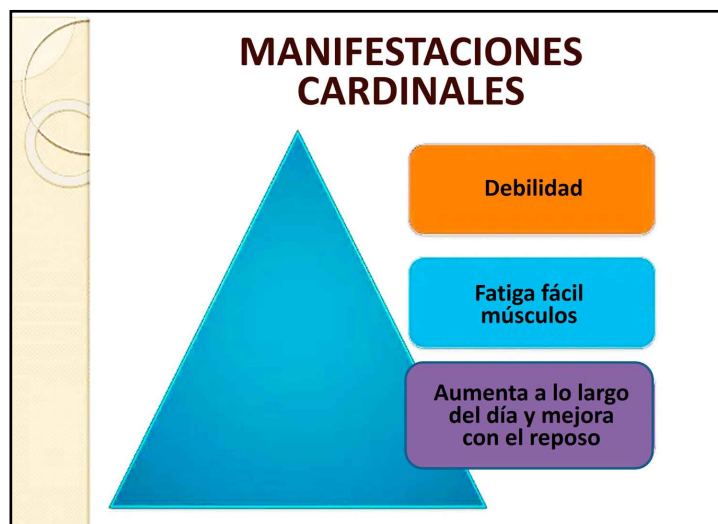 MANIFESTACIONES
CARDINALES
Debilidad
Fatiga fácil
músculos
Aumenta a lo largo
del día y mejora
con el reposo